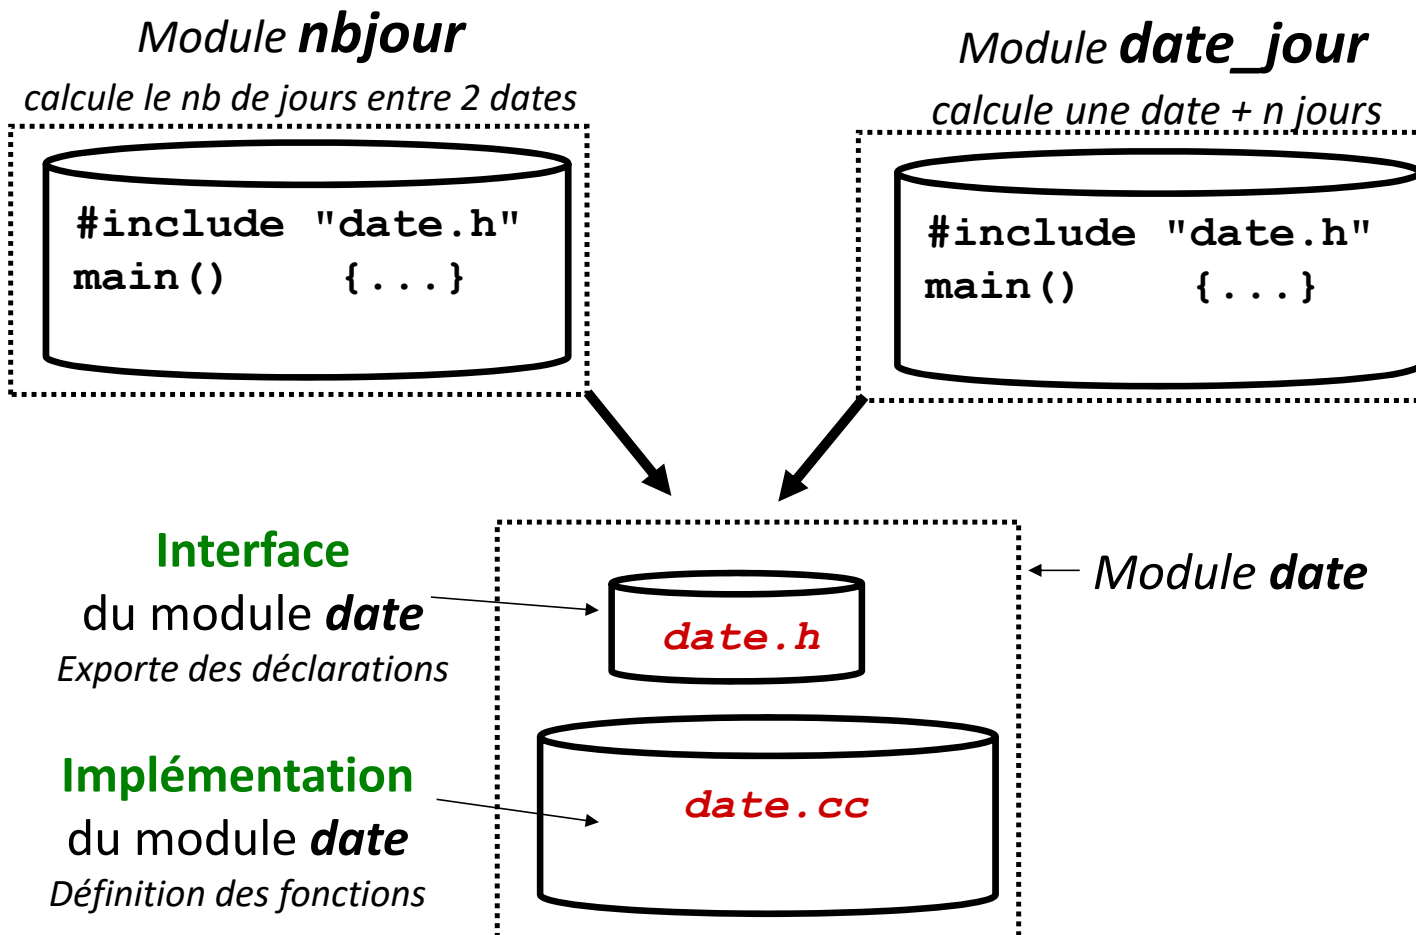 Module nbjour
calcule le nb de jours entre 2 dates
#include "date.h"
main() {...}
Module date_jour
calcule une date + n jours
#include "date.h"
main() {...}
Interface
du module date
Exporte des déclarations
date.h
Module date
Implémentation
du module date
Définition des fonctions
date.cc